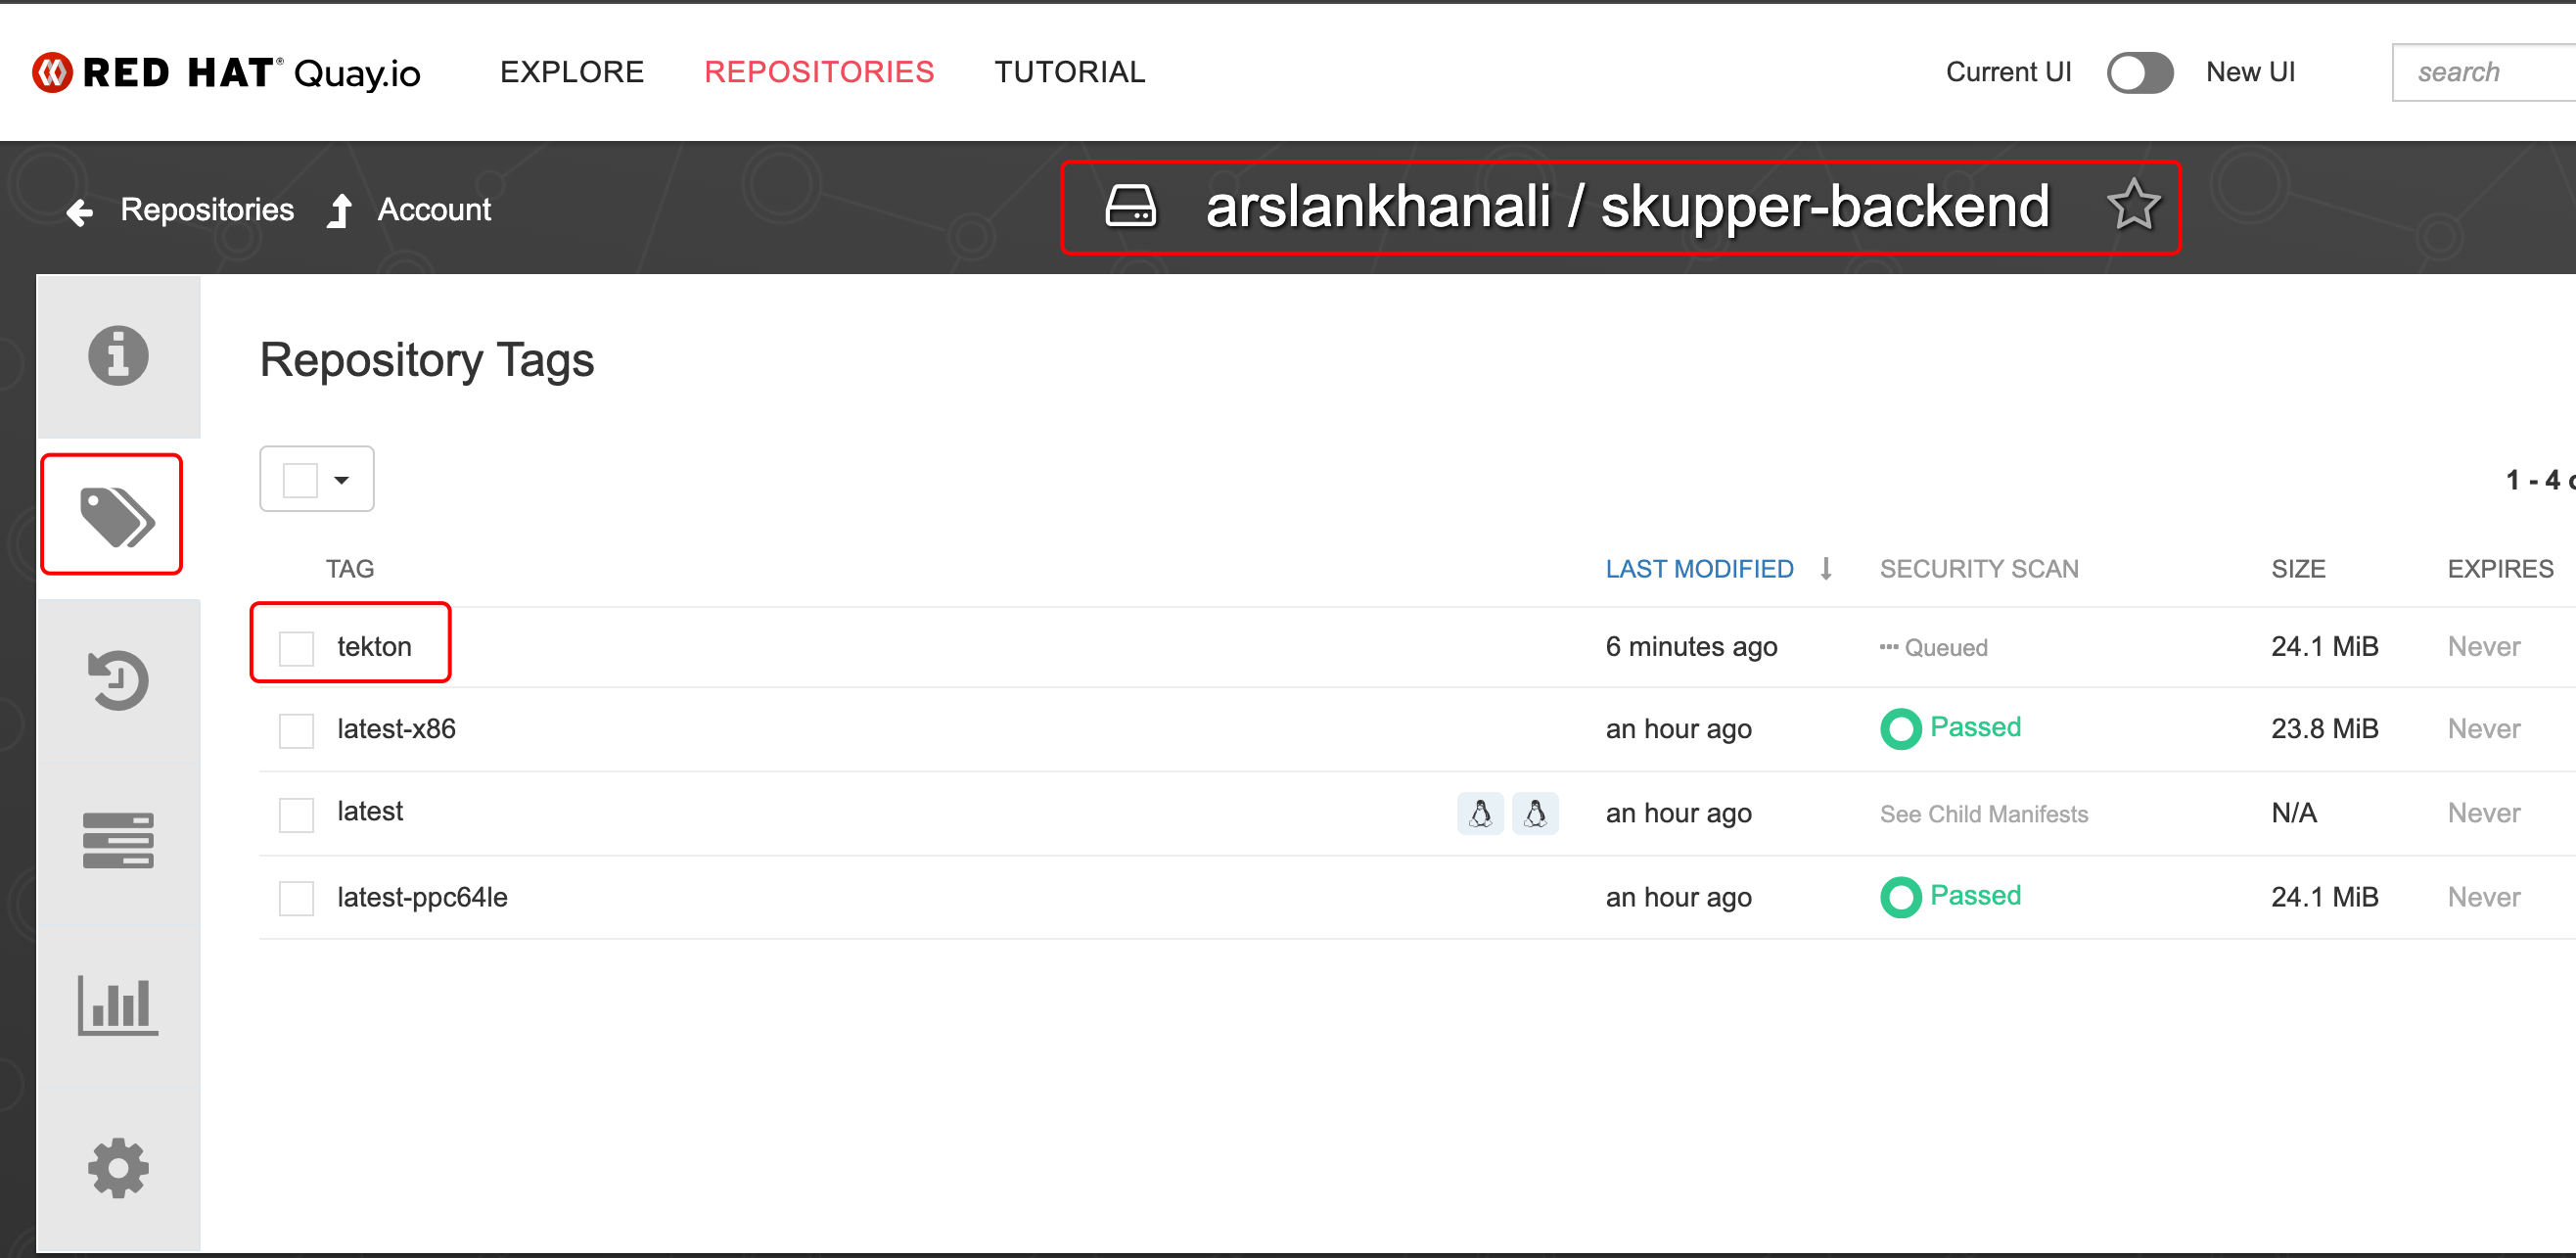 RED HAT® Quay.io EXPLORE REPOSITORIES TUTORIAL Current UI New UI search
Repositories Account arslankhanali / skupper-backend
Repository Tags
1 - 4
TAG LAST MODIFIED SECURITY SCAN SIZE EXPIRES
tekton 6 minutes ago Queued 24.1 MiB Never
latest-x86 an hour ago Passed 23.8 MiB Never
latest an hour ago See Child Manifests N/A Never
latest-ppc64le an hour ago Passed 24.1 MiB Never